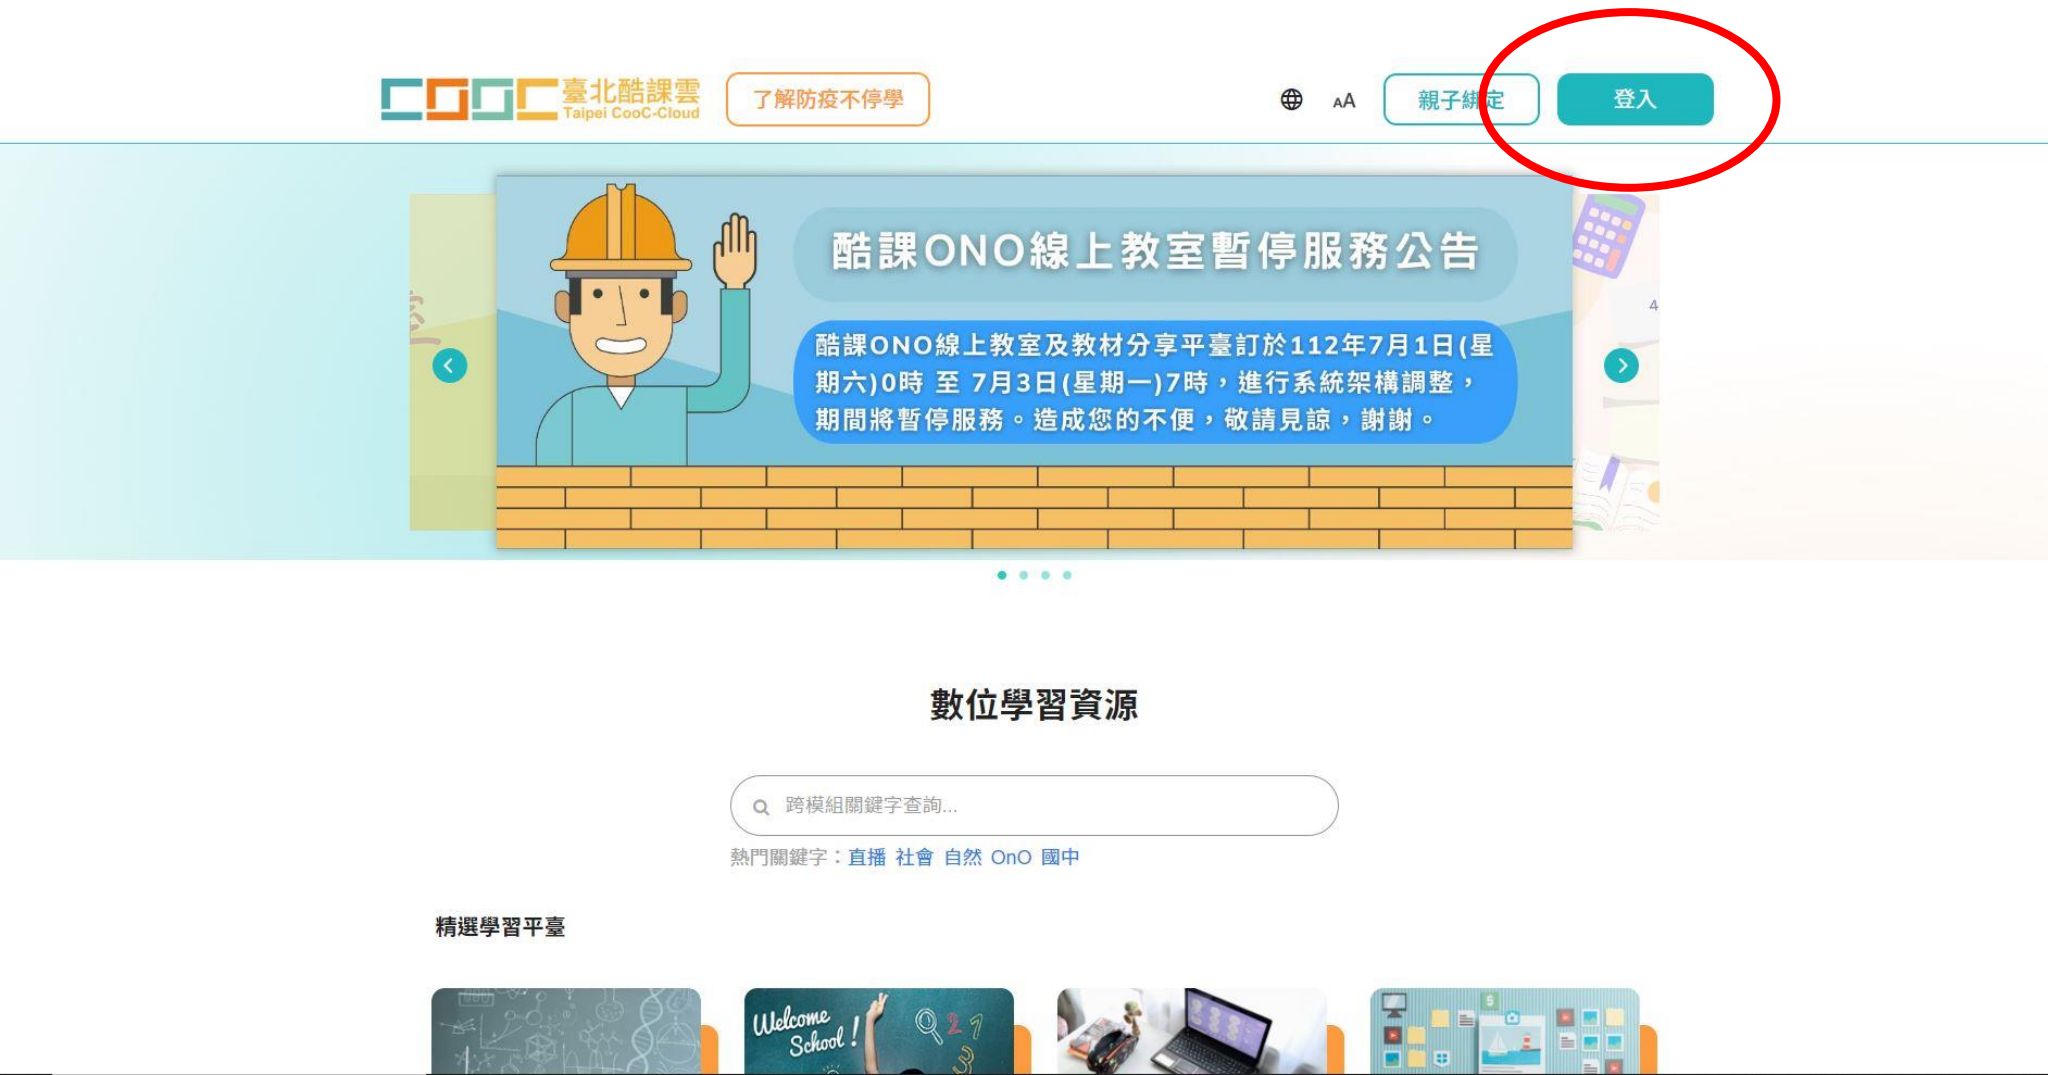 臺北酷課雲
Taipei CooC-Cloud
了解防疫不停學
AA
親子綁定
登入
酷課ONO線上教室暫停服務公告
酷課ONO線上教室及教材分享平臺訂於112年7月1日(星
期六)0時 至 7月3日(星期一)7時，進行系統架構調整，
期間將暫停服務。造成您的不便，敬請見諒，謝謝。
4
數位學習資源
跨模組關鍵字查詢...
熱門關鍵字：直播 社會 自然 OnO 國中
精選學習平臺
Welcome
School !
2 7
3